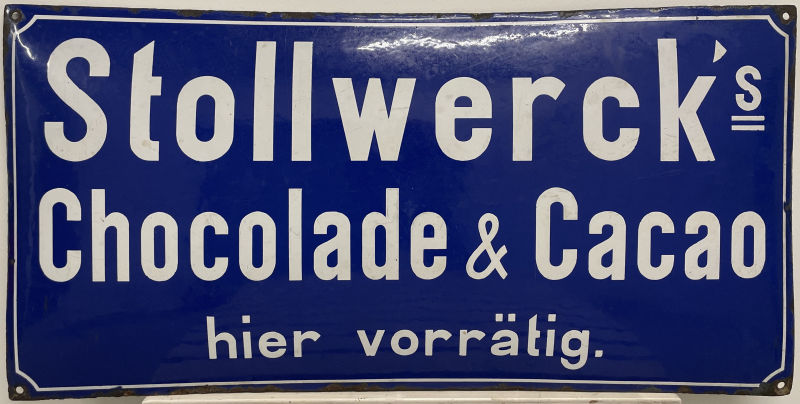 Stollwerck's
Chocolade & Cacao
hier vorrätig.